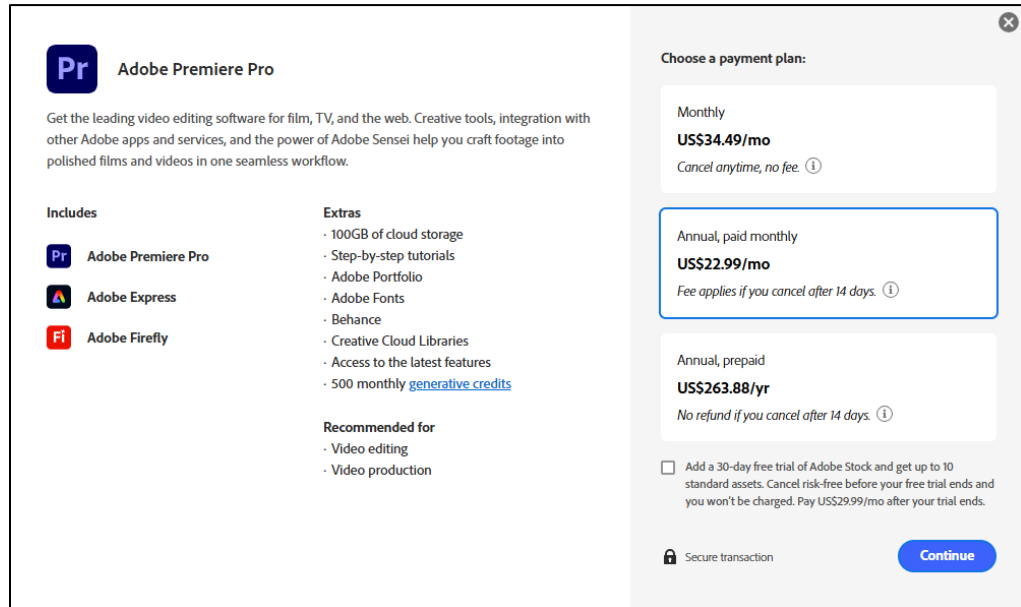 Pr
Adobe Premiere Pro
Get the leading video editing software for film, TV, and the web. Creative tools, integration with
other Adobe apps and services, and the power of Adobe Sensei help you craft footage into
polished films and videos in one seamless workflow.
Includes
Pr
Adobe Premiere Pro
Adobe Express
Fi
Adobe Firefly
Extras
· 100GB of cloud storage
· Step-by-step tutorials
· Adobe Portfolio
· Adobe Fonts
· Behance
· Creative Cloud Libraries
· Access to the latest features
· 500 monthly generative credits
Recommended for
· Video editing
· Video production
Choose a payment plan:
Monthly
US$34.49/mo
Cancel anytime, no fee. i
Annual, paid monthly
US$22.99/mo
Fee applies if you cancel after 14 days. i
Annual, prepaid
US$263.88/yr
No refund if you cancel after 14 days. i
Add a 30-day free trial of Adobe Stock and get up to 10
standard assets. Cancel risk-free before your free trial ends and
you won't be charged. Pay US$29.99/mo after your trial ends.
Secure transaction
Continue